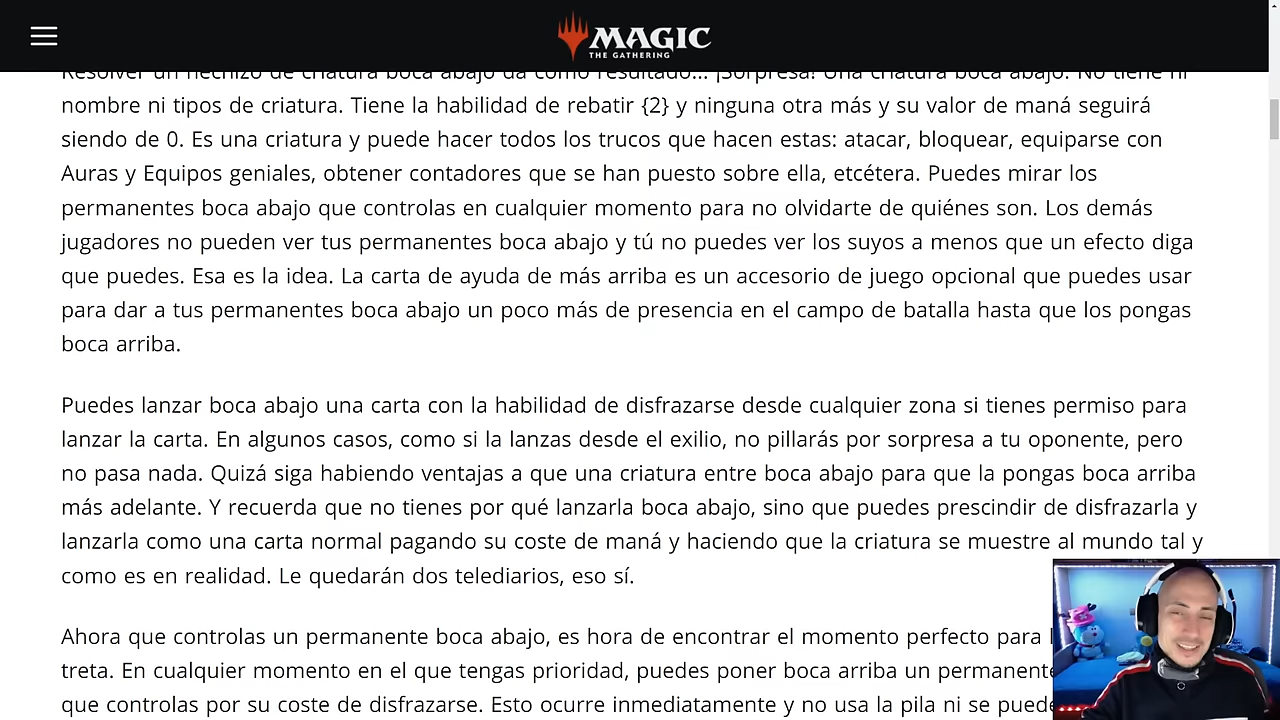 MAGIC
THE GATHERING
Resolver un hechizo de criatura boca abajo da como resultado... ¡Sorpresa! Una criatura boca abajo. No tiene ni
nombre ni tipos de criatura. Tiene la habilidad de rebatir {2} y ninguna otra más y su valor de maná seguirá
siendo de 0. Es una criatura y puede hacer todos los trucos que hacen estas: atacar, bloquear, equiparse con
Auras y Equipos geniales, obtener contadores que se han puesto sobre ella, etcétera. Puedes mirar los
permanentes boca abajo que controlas en cualquier momento para no olvidarte de quiénes son. Los demás
jugadores no pueden ver tus permanentes boca abajo y tú no puedes ver los suyos a menos que un efecto diga
que puedes. Esa es la idea. La carta de ayuda de más arriba es un accesorio de juego opcional que puedes usar
para dar a tus permanentes boca abajo un poco más de presencia en el campo de batalla hasta que los pongas
boca arriba.
Puedes lanzar boca abajo una carta con la habilidad de disfrazarse desde cualquier zona si tienes permiso para
lanzar la carta. En algunos casos, como si la lanzas desde el exilio, no pillarás por sorpresa a tu oponente, pero
no pasa nada. Quizá siga habiendo ventajas a que una criatura entre boca abajo para que la pongas boca arriba
más adelante. Y recuerda que no tienes por qué lanzarla boca abajo, sino que puedes prescindir de disfrazarla y
lanzarla como una carta normal pagando su coste de maná y haciendo que la criatura se muestre al mundo tal y
como es en realidad. Le quedarán dos telediarios, eso sí.
Ahora que controlas un permanente boca abajo, es hora de encontrar el momento perfecto para
treta. En cualquier momento en el que tengas prioridad, puedes poner boca arriba un permanente
que controlas por su coste de disfrazarse. Esto ocurre inmediatamente y no usa la pila ni se puede